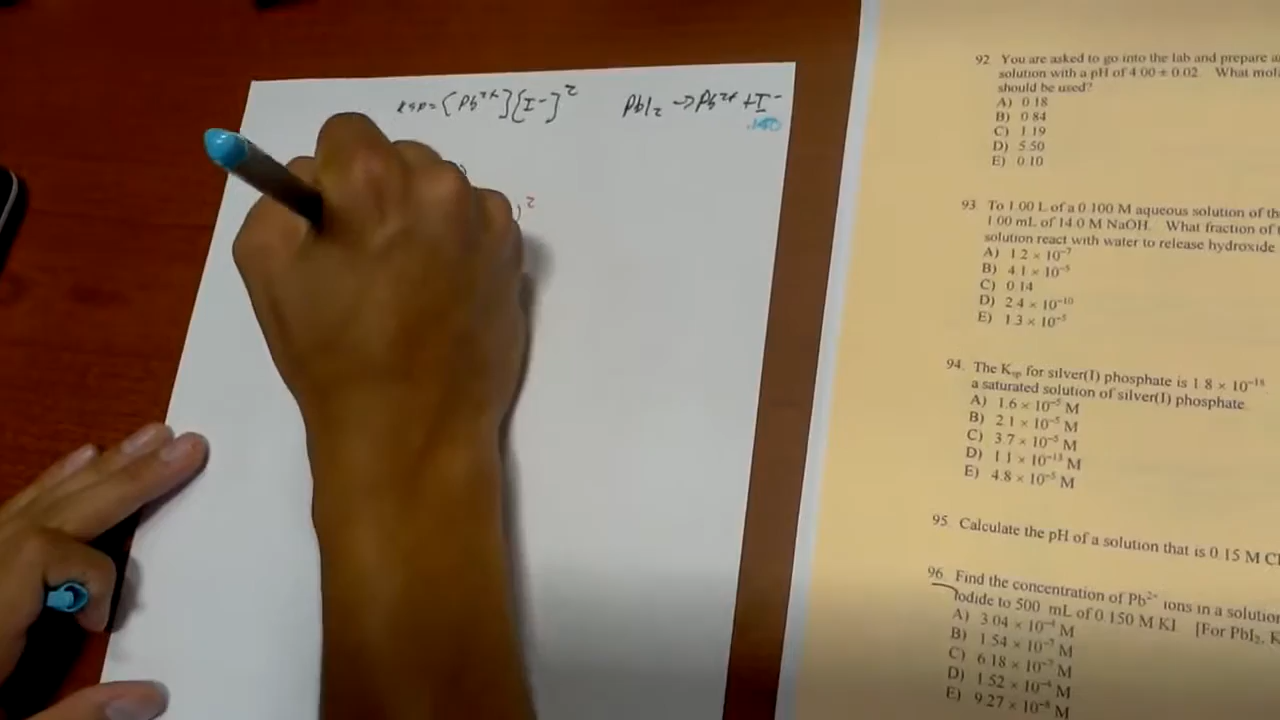 Ksp=[Pb²⁺][I-]²
PbI₂ → Pb²⁺ + I-
.150
)²
92 You are asked to go into the lab and prepare a
solution with a pH of 4.00 ± 0.02. What mol
should be used?
A) 0.18
B) 0.84
C) 1.19
D) 5.50
E) 0.10
93. To 1.00 L of a 0.100 M aqueous solution of th
1.00 mL of 14.0 M NaOH. What fraction of
solution react with water to release hydroxide
A) 1.2 × 10⁻⁷
B) 4.1 × 10⁻⁵
C) 0.14
D) 2.4 × 10⁻¹⁰
E) 1.3 × 10⁻⁵
94. The Ksp for silver(I) phosphate is 1.8 × 10⁻¹⁸
a saturated solution of silver(I) phosphate.
A) 1.6 × 10⁻⁵ M
B) 2.1 × 10⁻⁵ M
C) 3.7 × 10⁻⁵ M
D) 1.1 × 10⁻¹³ M
E) 4.8 × 10⁻⁵ M
95. Calculate the pH of a solution that is 0.15 M C
96. Find the concentration of Pb²⁺ ions in a solution
iodide to 500 mL of 0.150 M KI. [For PbI₂, K
A) 3.04 × 10⁻⁴ M
B) 1.54 × 10⁻⁷ M
C) 6.18 × 10⁻⁷ M
D) 1.52 × 10⁻⁴ M
E) 9.27 × 10⁻⁸ M